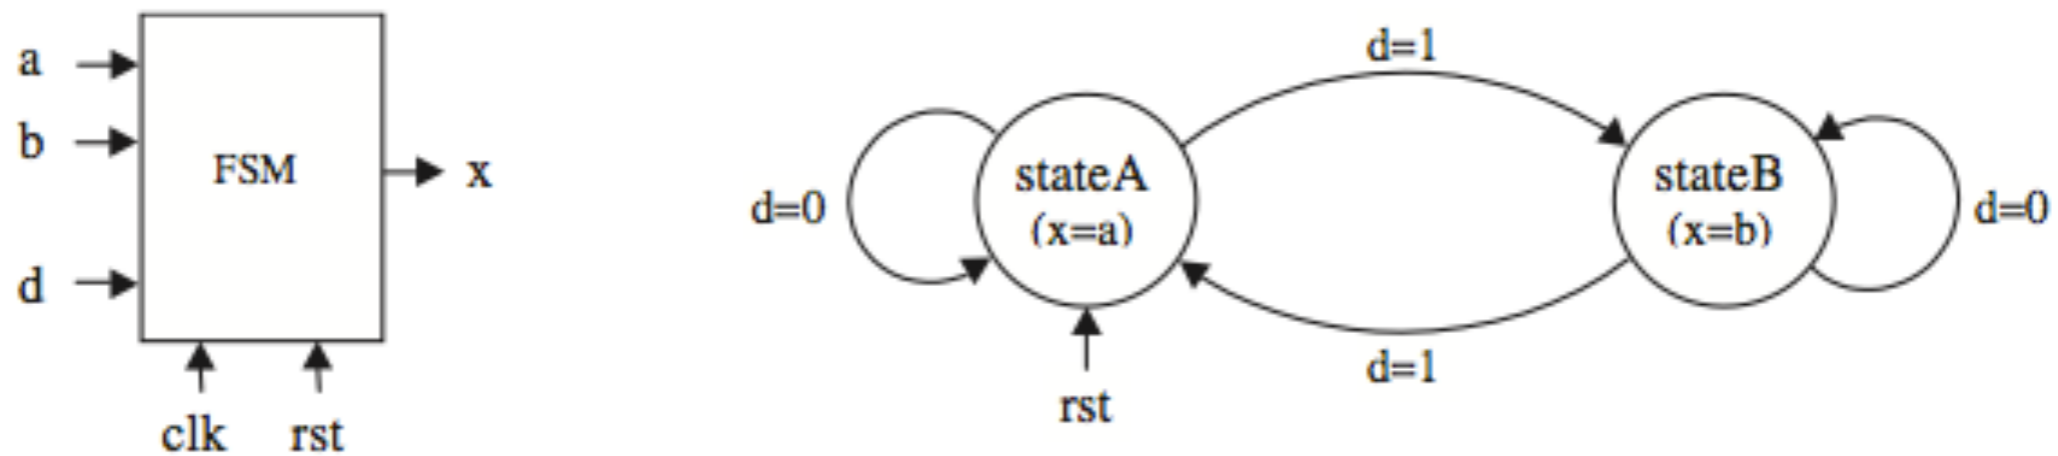 a
b
FSM
x
d
clk
rst
d=1
stateA
(x=a)
stateB
(x=b)
d=0
d=0
d=1
rst